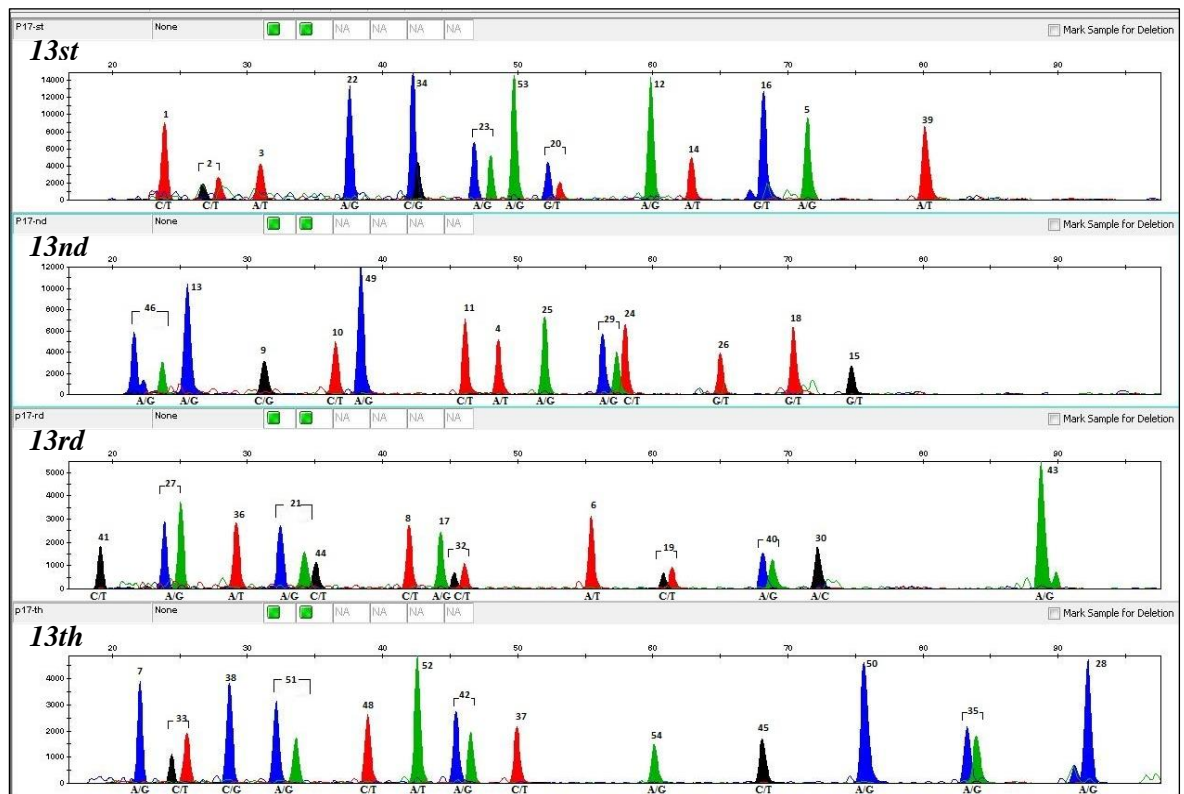 P17-st None NA NA NA NA Mark Sample for Deletion
13st
20 30 40 50 60 70 80 90
14000
12000
10000
8000
6000
4000
2000
0
1 2 3 22 34 23 53 20 12 14 16 5 39
C/T C/T A/T A/G C/G A/G A/G G/T A/G A/T G/T A/G A/T
P17-nd None NA NA NA NA Mark Sample for Deletion
13nd
20 30 40 50 60 70 80 90
12000
10000
8000
6000
4000
2000
0
46 13 9 10 49 11 4 25 29 24 26 18 15
A/G A/G C/G C/T A/G C/T A/T A/G A/G C/T G/T G/T G/T
p17-rd None NA NA NA NA Mark Sample for Deletion
13rd
20 30 40 50 60 70 80 90
5000
4000
3000
2000
1000
0
41 27 36 21 44 8 17 32 6 19 40 30 43
C/T A/G A/T A/G C/T C/T A/G C/T A/T C/T A/G A/C A/G
p17-th None NA NA NA NA Mark Sample for Deletion
13th
20 30 40 50 60 70 80 90
4000
3000
2000
1000
0
7 33 38 51 48 52 42 37 54 45 50 35 28
A/G C/T C/G A/G C/T A/T A/G C/T A/G C/T A/G A/G A/G